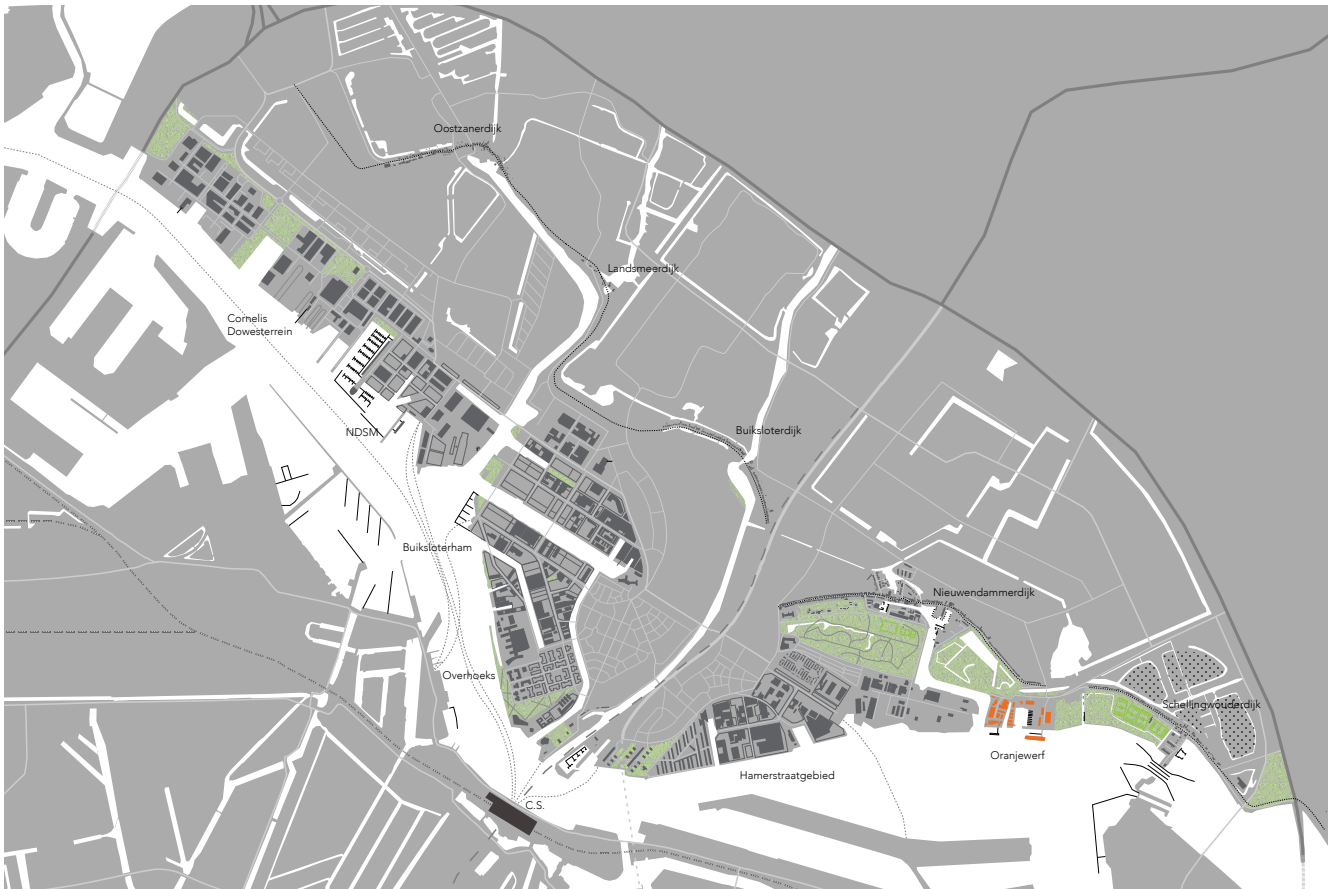 Oostzanerdijk
Landsmeerdijk
Cornelis
Dowesterrein
NDSM
Buiksloterdijk
Buiksloterham
Nieuwendammerdijk
Overhoeks
Schellingwouderdijk
Oranjewerf
Hamerstraatgebied
C.S.